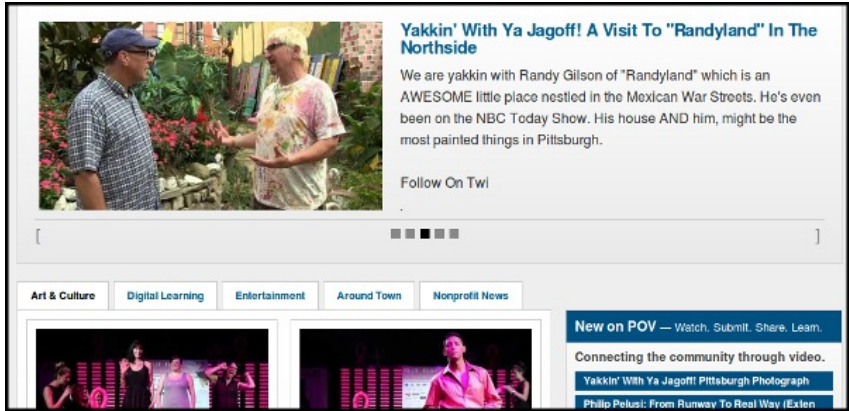 Yakkin' With Ya Jagoff! A Visit To "Randyland" In The
Northside
We are yakkin with Randy Gilson of "Randyland" which is an
AWESOME little place nestled in the Mexican War Streets. He's even
been on the NBC Today Show. His house AND him, might be the
most painted things in Pittsburgh.
Follow On Twi
.
[ ]
Art & Culture
Digital Learning
Entertainment
Around Town
Nonprofit News
New on POV — Watch. Submit. Share. Learn.
Connecting the community through video.
Yakkin' With Ya Jagoff! Pittsburgh Photograph
Philip Pelusi: From Runway To Real Way (Exten